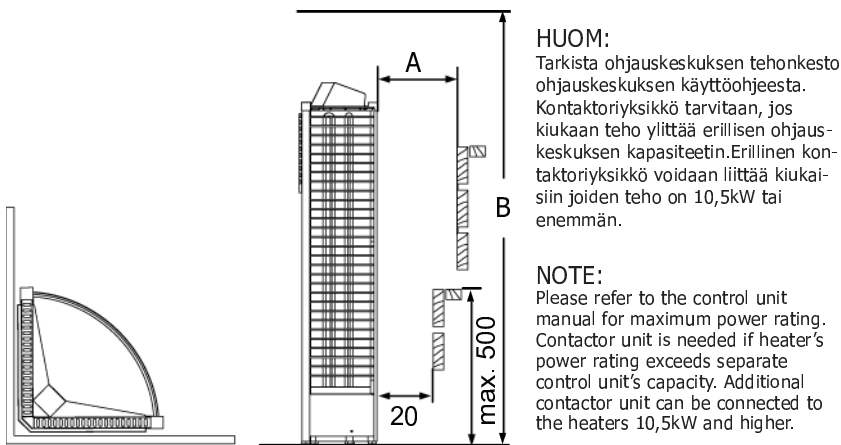 A
B
20
max. 500
HUOM:
Tarkista ohjauskeskuksen tehonkesto
ohjauskeskuksen käyttöohjeesta.
Kontaktoriyksikkö tarvitaan, jos
kiukaan teho ylittää erillisen ohjaus-
keskuksen kapasiteetin.Erillinen kon-
taktoriyksikkö voidaan liittää kiukai-
siin joiden teho on 10,5kW tai
enemmän.
NOTE:
Please refer to the control unit
manual for maximum power rating.
Contactor unit is needed if heater's
power rating exceeds separate
control unit's capacity. Additional
contactor unit can be connected to
the heaters 10,5kW and higher.